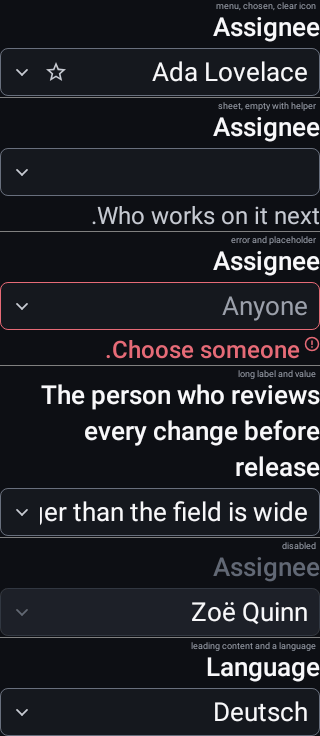 menu, chosen, clear icon
Assignee
Ada Lovelace
sheet, empty with helper
Assignee
.Who works on it next
error and placeholder
Assignee
Anyone
.Choose someone
long label and value
The person who reviews
every change before
release
than the field is wide
disabled
Assignee
Zoë Quinn
leading content and a language
Language
Deutsch